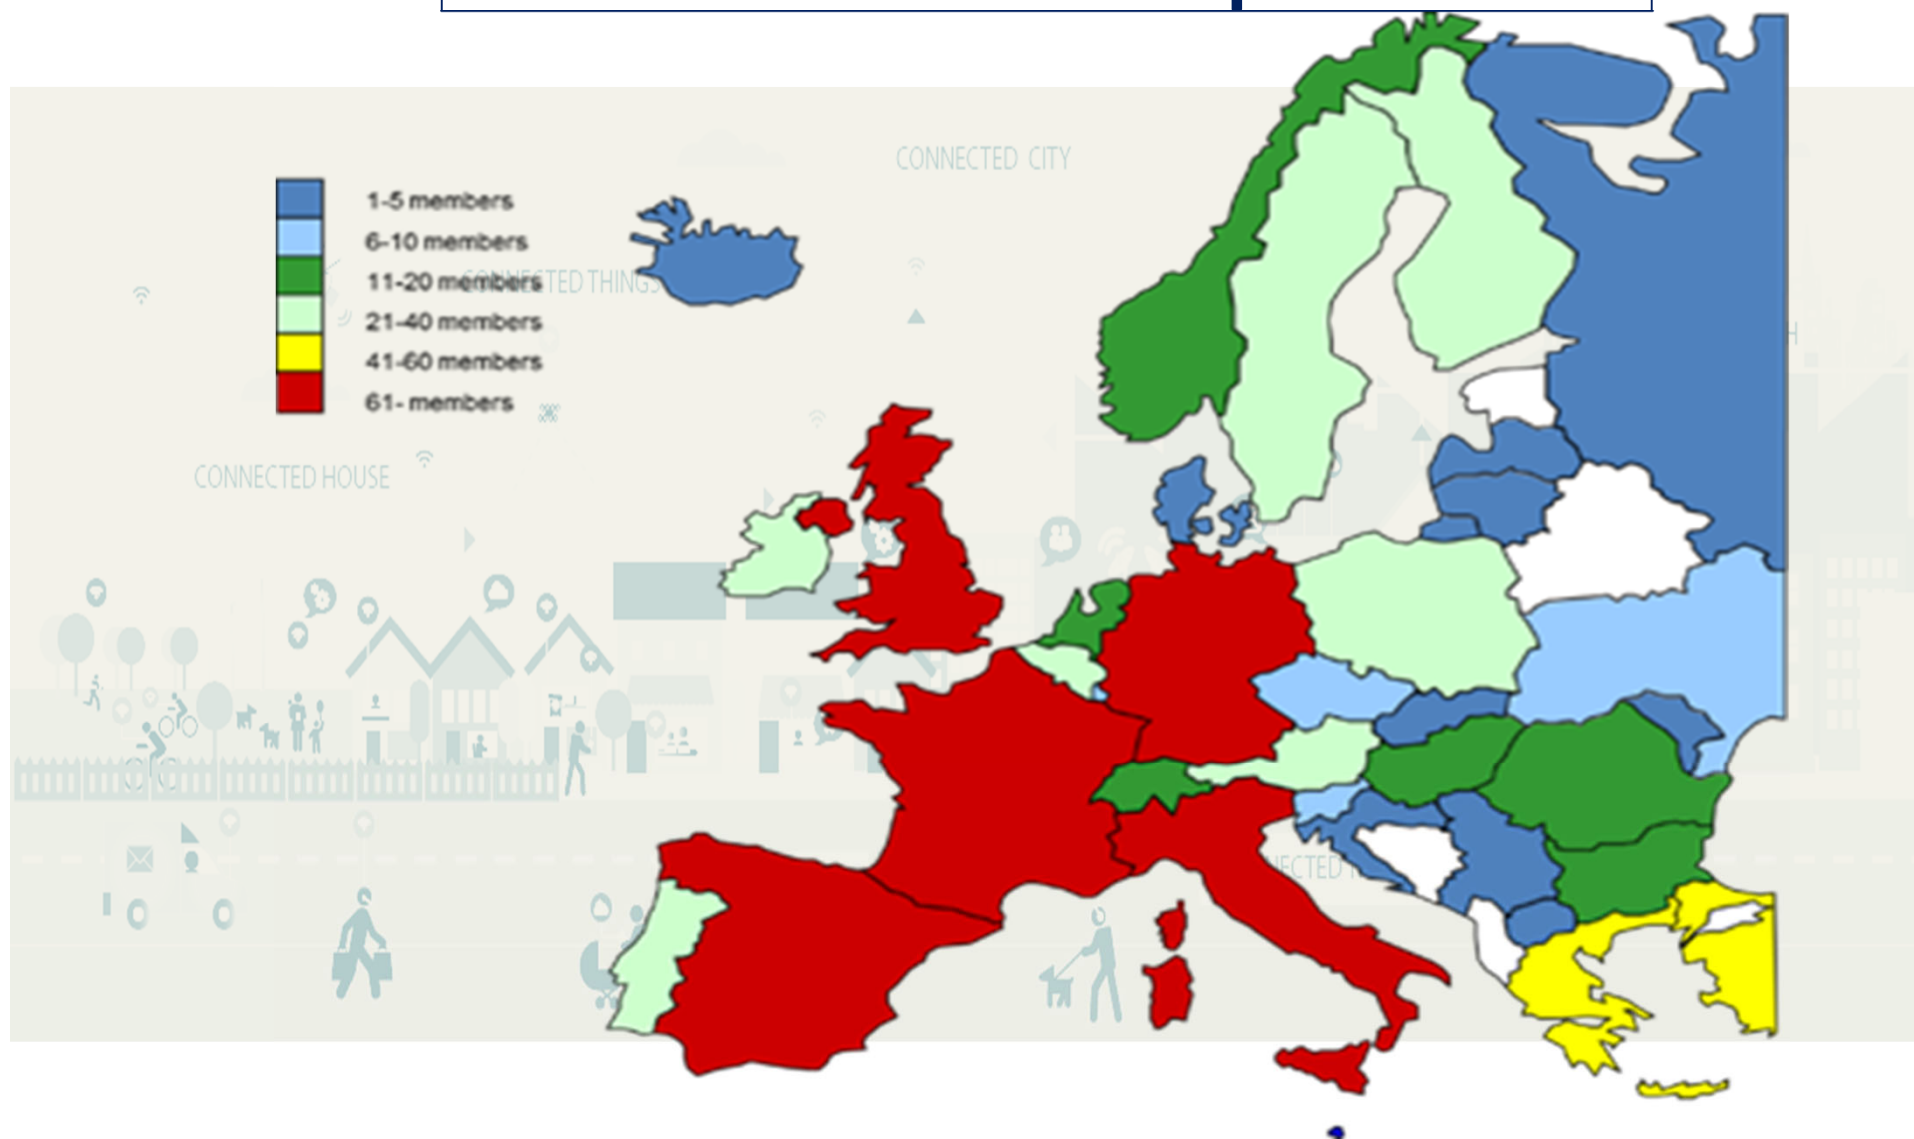 CONNECTED CITY
1-5 members
6-10 members
11-20 members
CONNECTED THINGS
21-40 members
41-60 members
61- members
CONNECTED HOUSE